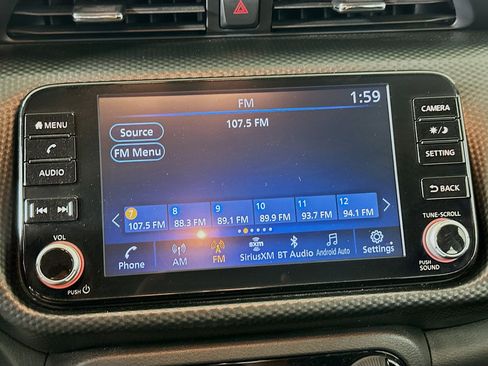 FM
1:59
107.5 FM
Source
FM Menu
7 8 9 10 11 12
107.5 FM 88.3 FM 89.1 FM 89.9 FM 93.7 FM 94.1 FM
Phone AM FM SiriusXM BT Audio Android Auto Settings
sxm
MENU
AUDIO
VOL
PUSH
CAMERA
SETTING
BACK
TUNE-SCROLL
PUSH
SOUND